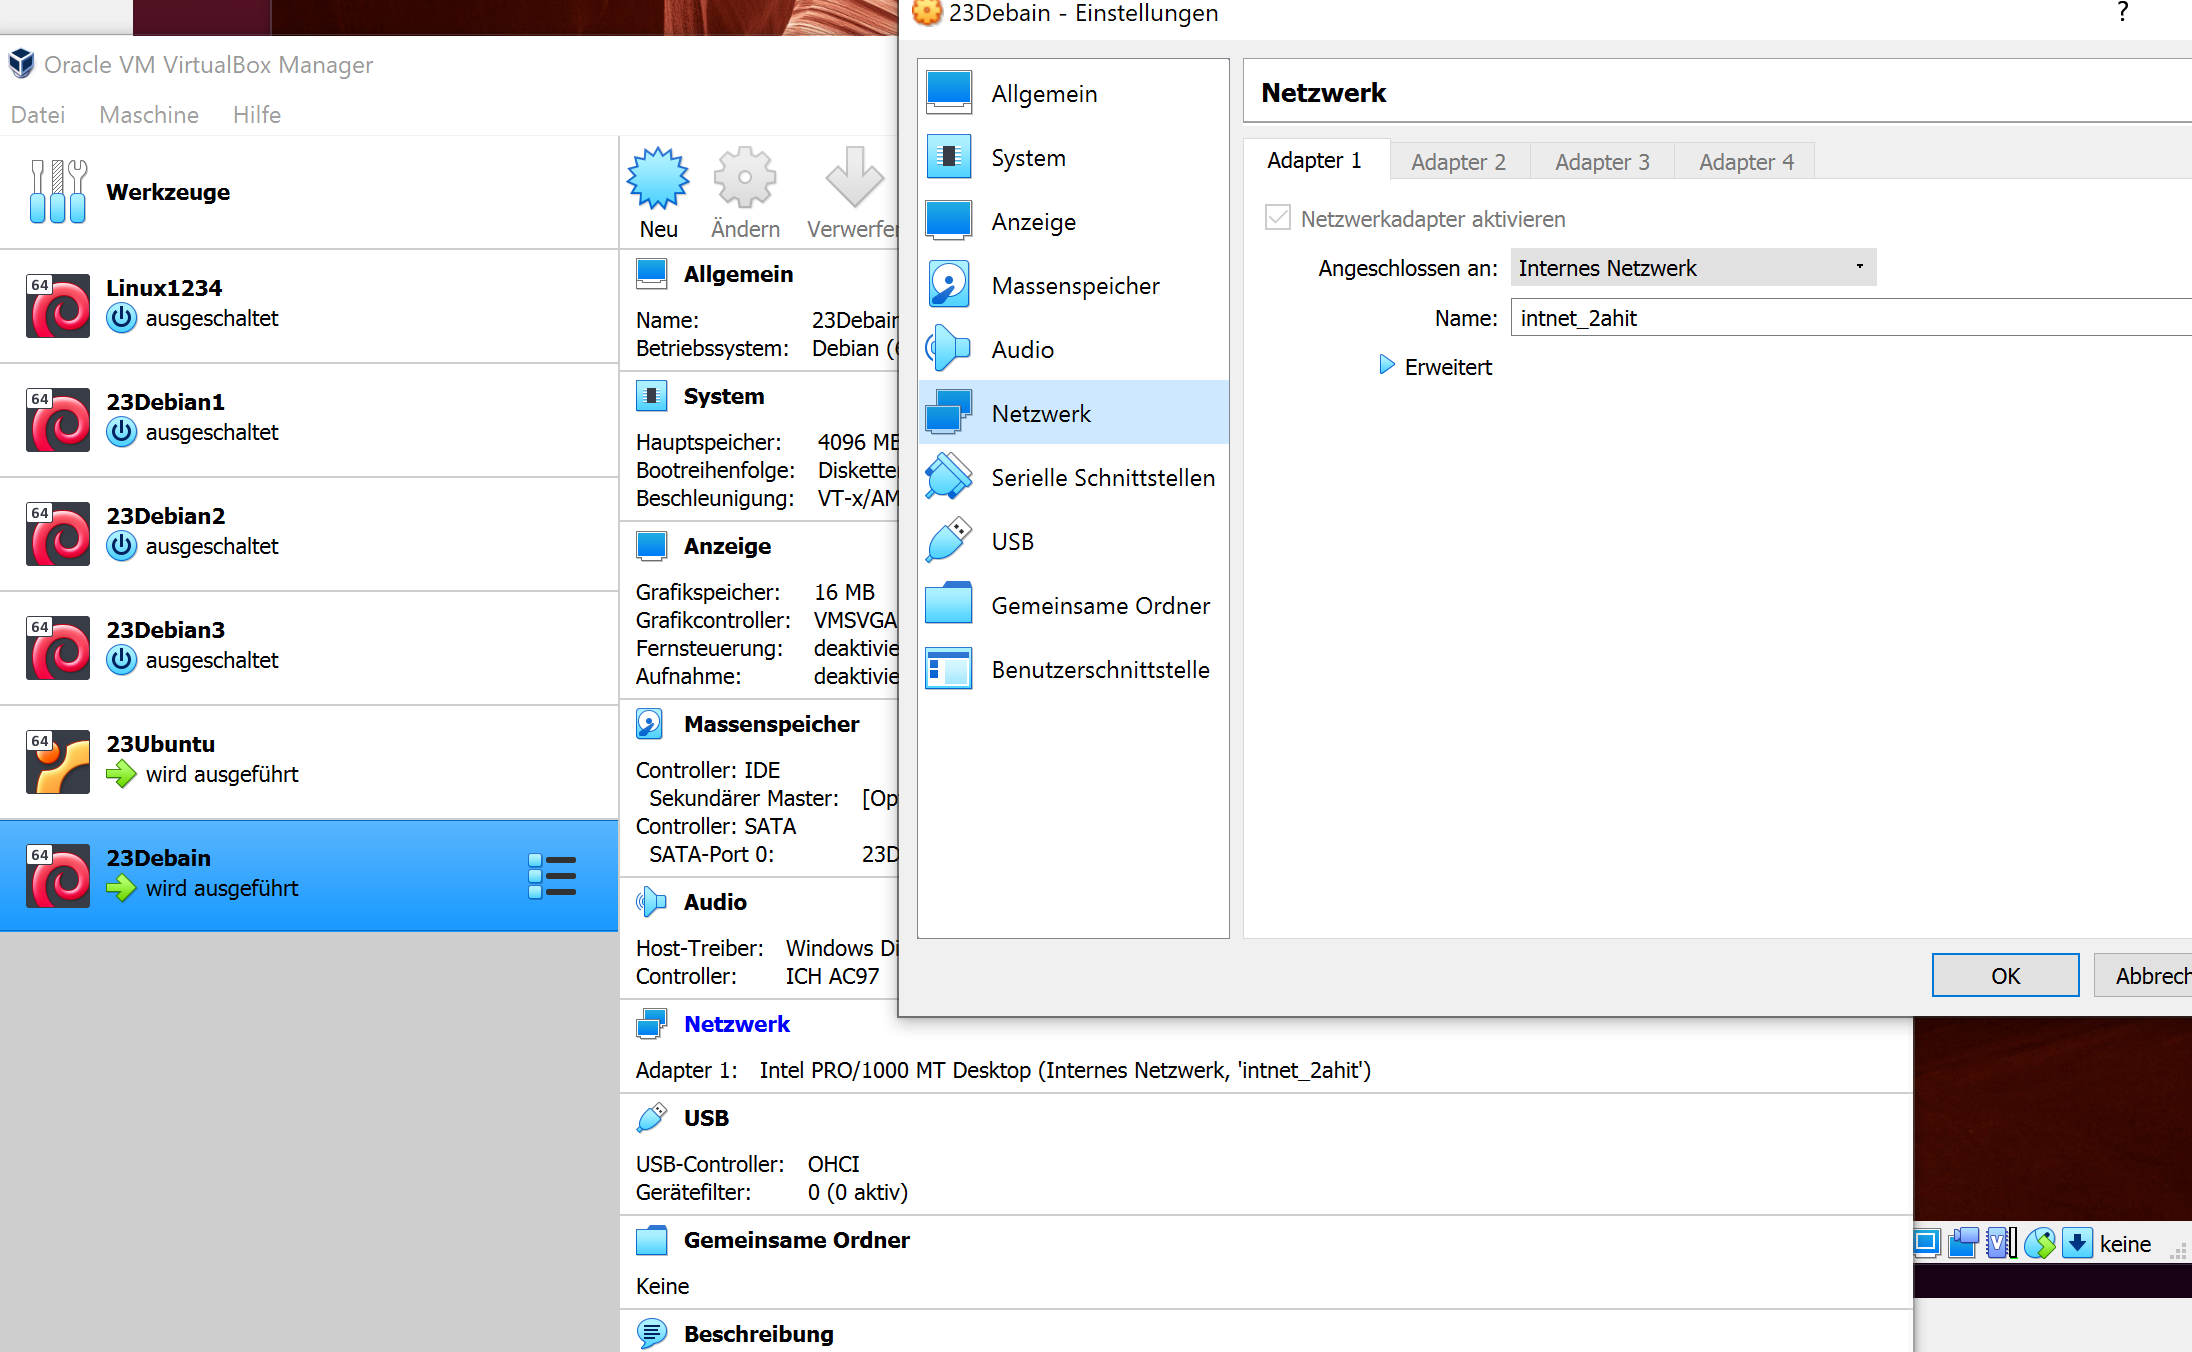 Oracle VM VirtualBox Manager
Datei Maschine Hilfe
Werkzeuge
64 Linux1234
ausgeschaltet
64 23Debian1
ausgeschaltet
64 23Debian2
ausgeschaltet
64 23Debian3
ausgeschaltet
64 23Ubuntu
wird ausgeführt
64 23Debain
wird ausgeführt
Neu Ändern Verwerfe
Allgemein
Name: 23Debain
Betriebssystem: Debian (
System
Hauptspeicher: 4096 MB
Bootreihenfolge: Diskette
Beschleunigung: VT-x/AM
Anzeige
Grafikspeicher: 16 MB
Grafikcontroller: VMSVGA
Fernsteuerung: deaktivie
Aufnahme: deaktivie
Massenspeicher
Controller: IDE
Sekundärer Master: [Op
Controller: SATA
SATA-Port 0: 23D
Audio
Host-Treiber: Windows Di
Controller: ICH AC97
Netzwerk
Adapter 1: Intel PRO/1000 MT Desktop (Internes Netzwerk, 'intnet_2ahit')
USB
USB-Controller: OHCI
Gerätefilter: 0 (0 aktiv)
Gemeinsame Ordner
Keine
Beschreibung
23Debain - Einstellungen ?
Allgemein
System
Anzeige
Massenspeicher
Audio
Netzwerk
Serielle Schnittstellen
USB
Gemeinsame Ordner
Benutzerschnittstelle
Netzwerk
Adapter 1 Adapter 2 Adapter 3 Adapter 4
Netzwerkadapter aktivieren
Angeschlossen an: Internes Netzwerk
Name: intnet_2ahit
Erweitert
OK Abbrech
keine